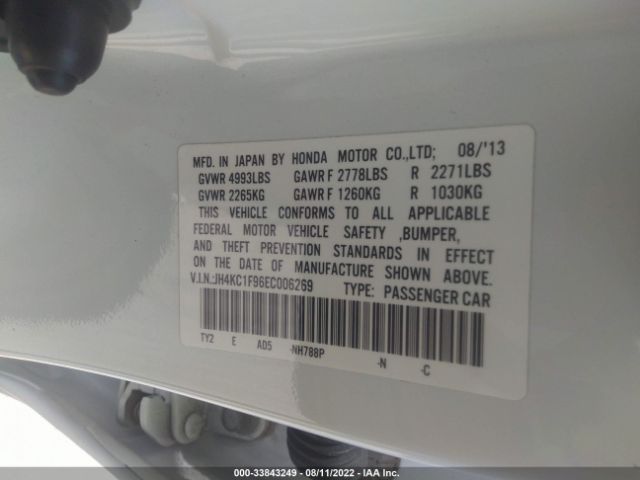 MFD. IN JAPAN BY HONDA MOTOR CO.,LTD; 08/'13
GVWR 4993LBS GAWR F 2778LBS R 2271LBS
GVWR 2265KG GAWR F 1260KG R 1030KG
THIS VEHICLE CONFORMS TO ALL APPLICABLE
FEDERAL MOTOR VEHICLE SAFETY ,BUMPER,
AND THEFT PREVENTION STANDARDS IN EFFECT
ON THE DATE OF MANUFACTURE SHOWN ABOVE.
V.I.N.:JH4KC1F96EC006269 TYPE: PASSENGER CAR
TY2 E AD5 -NH788P -N -C
000-33843249 - 08/11/2022 - IAA Inc.